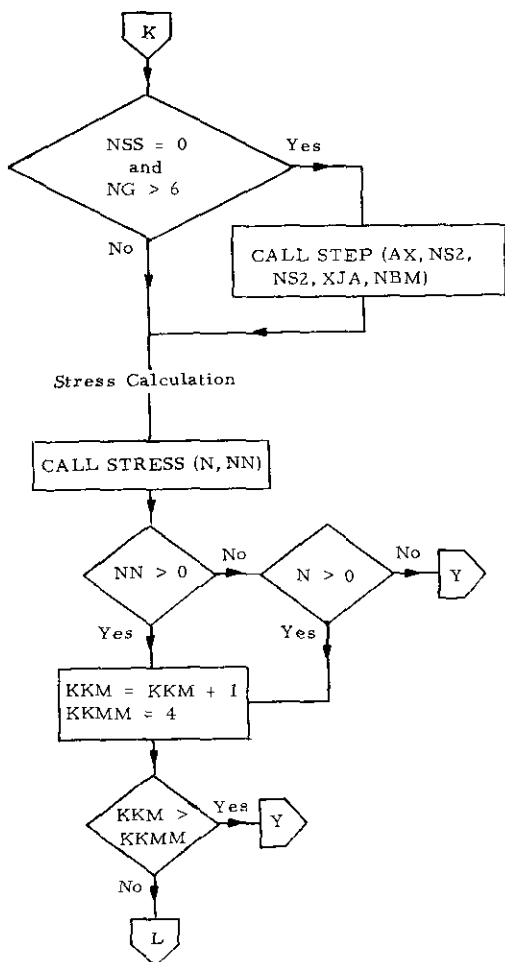 K
NSS = 0
and
NG > 6
Yes
No
CALL STEP (AX, NS2,
NS2, XJA, NBM)
Stress Calculation
CALL STRESS (N, NN)
NN > 0
No
N > 0
No
Y
Yes
Yes
KKM = KKM + 1
KKMM = 4
KKM >
KKMM
Yes
Y
No
L